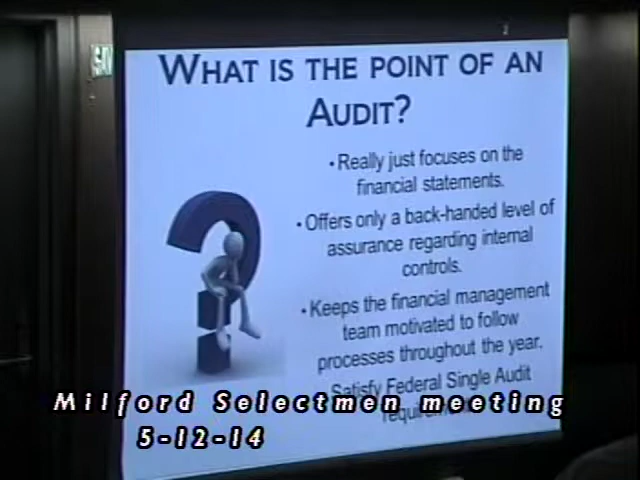 WHAT IS THE POINT OF AN
AUDIT?
• Really just focuses on the
financial statements.
• Offers only a back-handed level of
assurance regarding internal
controls.
• Keeps the financial management
team motivated to follow
processes throughout the year.
Satisfy Federal Single Audit
Milford Selectmen meeting
5-12-14